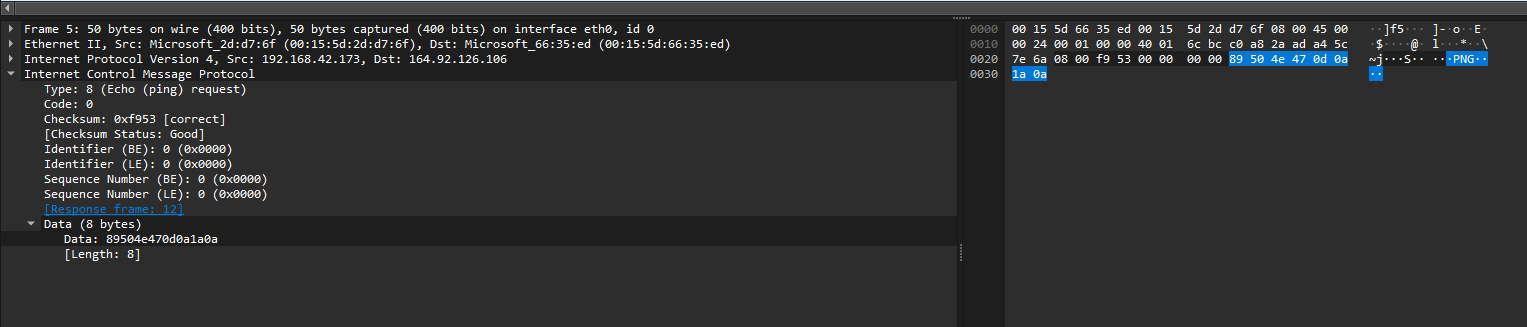 Frame 5: 50 bytes on wire (400 bits), 50 bytes captured (400 bits) on interface eth0, id 0
Ethernet II, Src: Microsoft_2d:d7:6f (00:15:5d:2d:d7:6f), Dst: Microsoft_66:35:ed (00:15:5d:66:35:ed)
Internet Protocol Version 4, Src: 192.168.42.173, Dst: 164.92.126.106
Internet Control Message Protocol
Type: 8 (Echo (ping) request)
Code: 0
Checksum: 0xf953 [correct]
[Checksum Status: Good]
Identifier (BE): 0 (0x0000)
Identifier (LE): 0 (0x0000)
Sequence Number (BE): 0 (0x0000)
Sequence Number (LE): 0 (0x0000)
[Response frame: 12]
Data (8 bytes)
Data: 89504e470d0a1a0a
[Length: 8]
0000 00 15 5d 66 35 ed 00 15 5d 2d d7 6f 08 00 45 00 ··]f5··· ]-·o··E·
0010 00 24 00 01 00 00 40 01 6c bc c0 a8 2a ad a4 5c ·$····@· l···*··\
0020 7e 6a 08 00 f9 53 00 00 00 00 89 50 4e 47 0d 0a ~j···S·· ···PNG··
0030 1a 0a ··